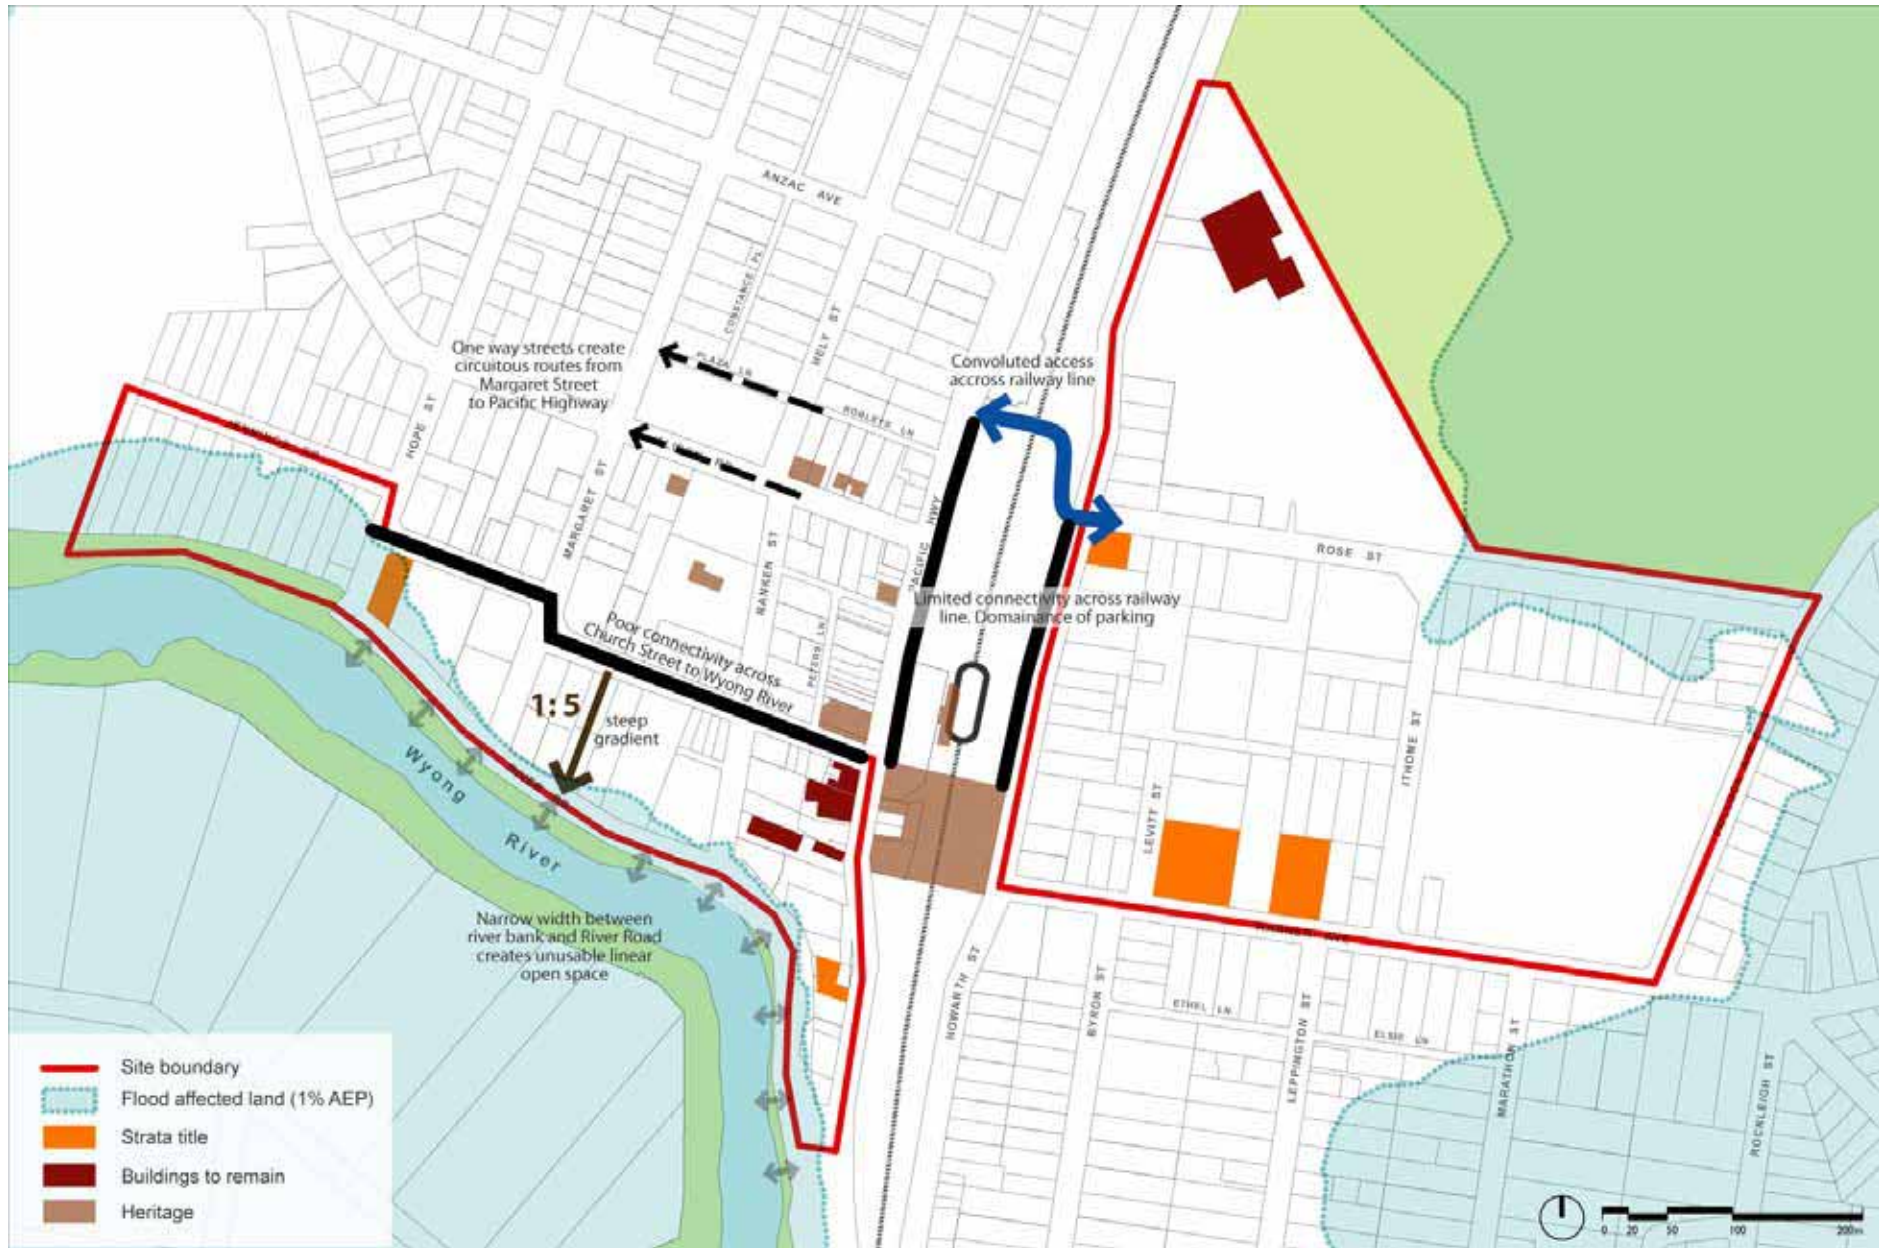 ANZAC AVE
CONSTANCE PL
HELY ST
One way streets create
circuitous routes from
Margaret Street
to Pacific Highway
PLAZA LN
ROBLEYS LN
Convoluted access
accross railway line
HOPE ST
MARGARET ST
RANKEN ST
PACIFIC HWY
ROSE ST
Limited connectivity across railway
line. Domainance of parking
Poor connectivity across
Church Street to Wyong River
PETERS LN
1:5
steep
gradient
Wyong
River
ITHONE ST
LEVITT ST
Narrow width between
river bank and River Road
creates unusable linear
open space
WARNER AVE
HOWARTH ST
BYRON ST
ETHEL LN
LEPPINGTON ST
ELSIE LN
MARATHON ST
ROCKLEIGH ST
Site boundary
Flood affected land (1% AEP)
Strata title
Buildings to remain
Heritage
0 20 50 100 200m